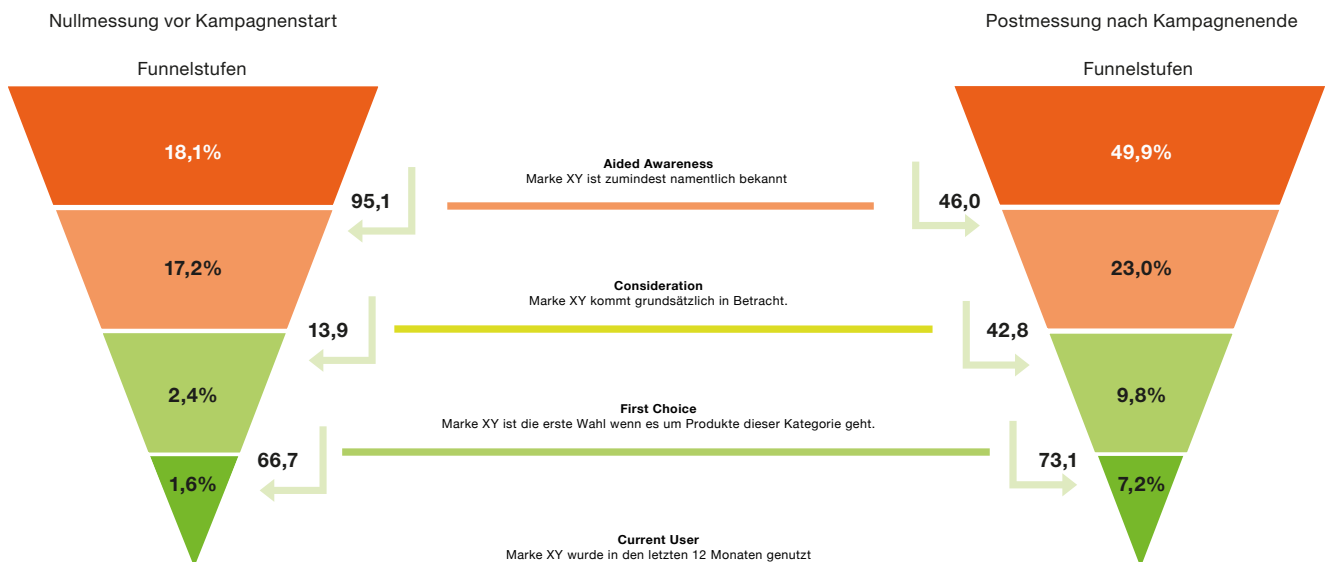 Nullmessung vor Kampagnenstart
Postmessung nach Kampagnenende
Funnelstufen
Funnelstufen
18,1%
49,9%
Aided Awareness
Marke XY ist zumindest namentlich bekannt
95,1
46,0
17,2%
23,0%
Consideration
Marke XY kommt grundsätzlich in Betracht.
13,9
42,8
2,4%
9,8%
First Choice
Marke XY ist die erste Wahl wenn es um Produkte dieser Kategorie geht.
66,7
73,1
1,6%
7,2%
Current User
Marke XY wurde in den letzten 12 Monaten genutzt